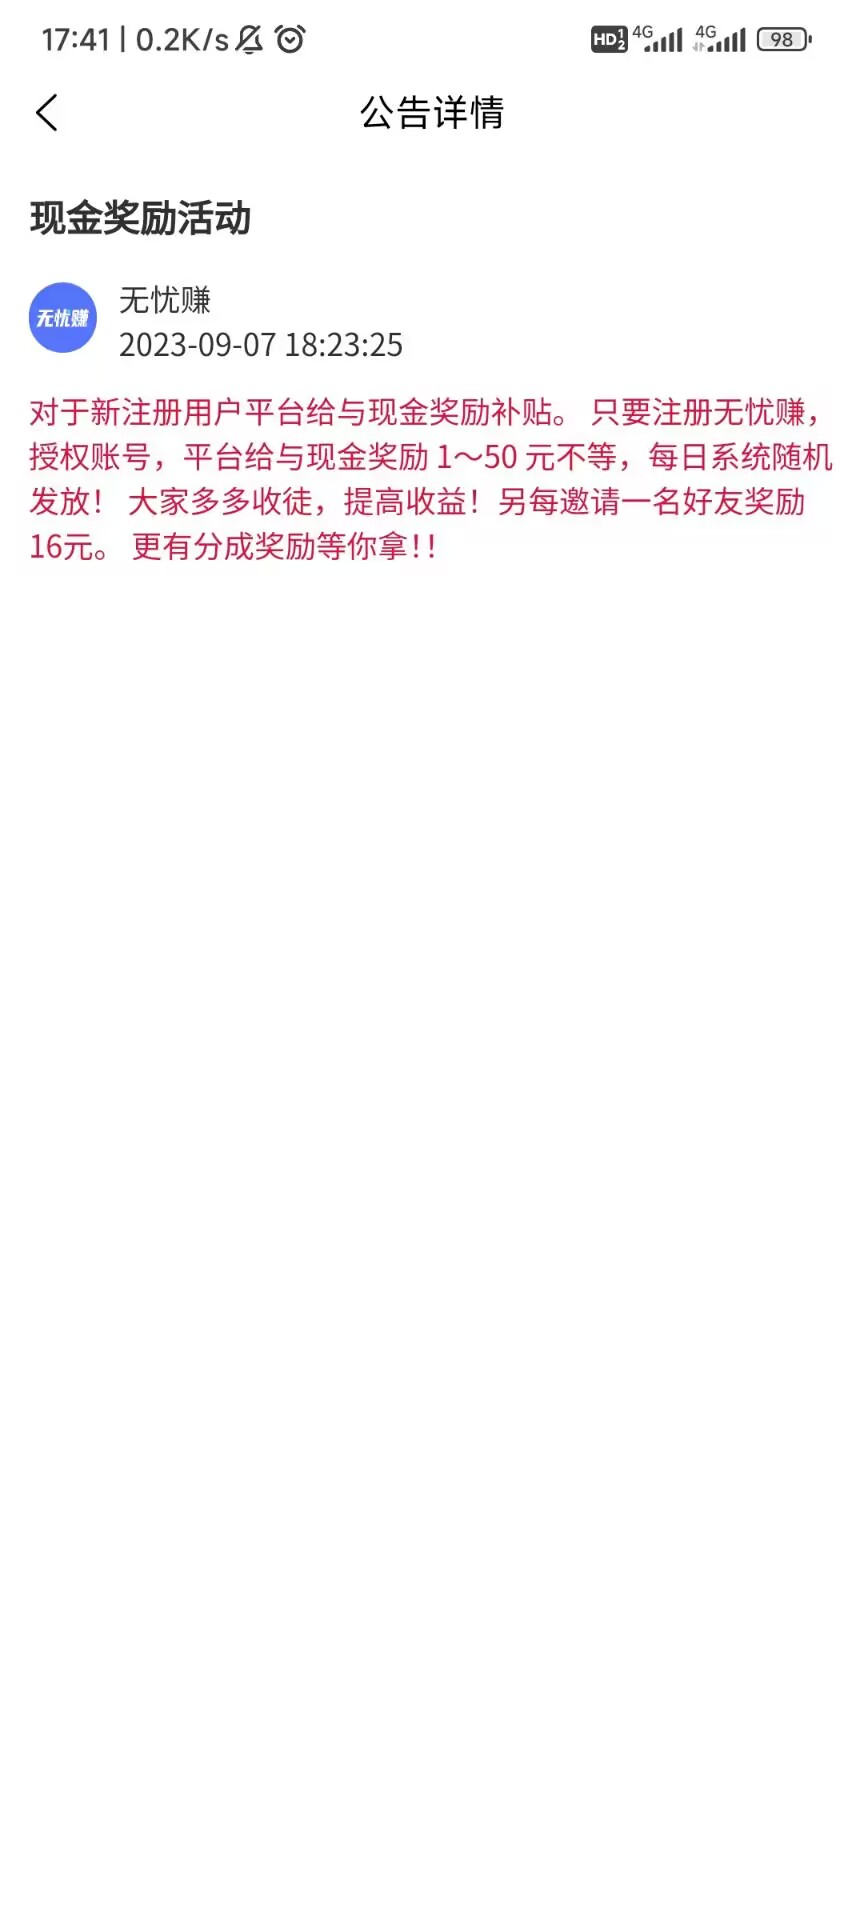 17:41 | 0.2K/s
HD 1 2 4G 4G 98
公告详情
现金奖励活动
无忧赚
无忧赚
2023-09-07 18:23:25
对于新注册用户平台给与现金奖励补贴。 只要注册无忧赚，
授权账号，平台给与现金奖励 1～50 元不等，每日系统随机
发放！ 大家多多收徒，提高收益！另每邀请一名好友奖励
16元。 更有分成奖励等你拿！！